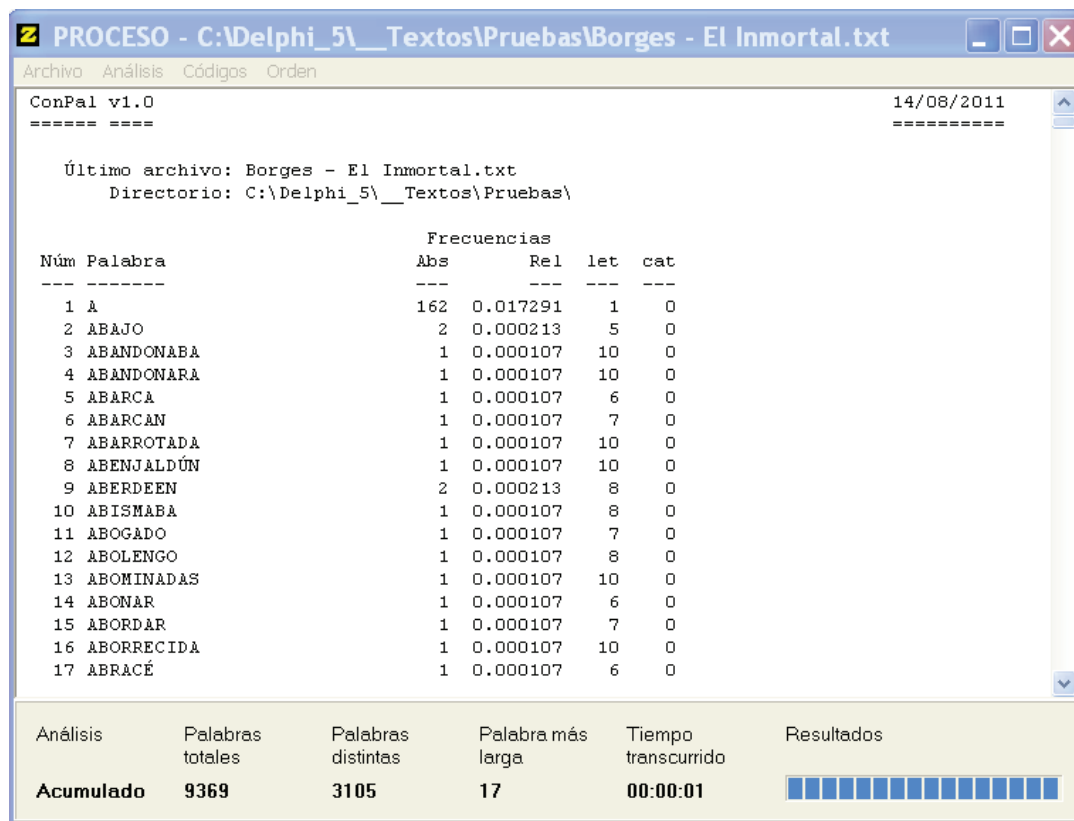 Z PROCESO - C:\Delphi_5\__Textos\Pruebas\Borges - El Inmortal.txt
Archivo Análisis Códigos Orden
ConPal v1.0 14/08/2011
====== ==== ==========
Último archivo: Borges - El Inmortal.txt
Directorio: C:\Delphi_5\__Textos\Pruebas\
Frecuencias
Núm Palabra Abs Rel let cat
--- ------- --- --- --- ---
1 A 162 0.017291 1 0
2 ABAJO 2 0.000213 5 0
3 ABANDONABA 1 0.000107 10 0
4 ABANDONARA 1 0.000107 10 0
5 ABARCA 1 0.000107 6 0
6 ABARCAN 1 0.000107 7 0
7 ABARROTADA 1 0.000107 10 0
8 ABENJALDÚN 1 0.000107 10 0
9 ABERDEEN 2 0.000213 8 0
10 ABISMABA 1 0.000107 8 0
11 ABOGADO 1 0.000107 7 0
12 ABOLENGO 1 0.000107 8 0
13 ABOMINADAS 1 0.000107 10 0
14 ABONAR 1 0.000107 6 0
15 ABORDAR 1 0.000107 7 0
16 ABORRECIDA 1 0.000107 10 0
17 ABRACÉ 1 0.000107 6 0
Análisis Palabras Palabras Palabra más Tiempo Resultados
totales distintas larga transcurrido
Acumulado 9369 3105 17 00:00:01